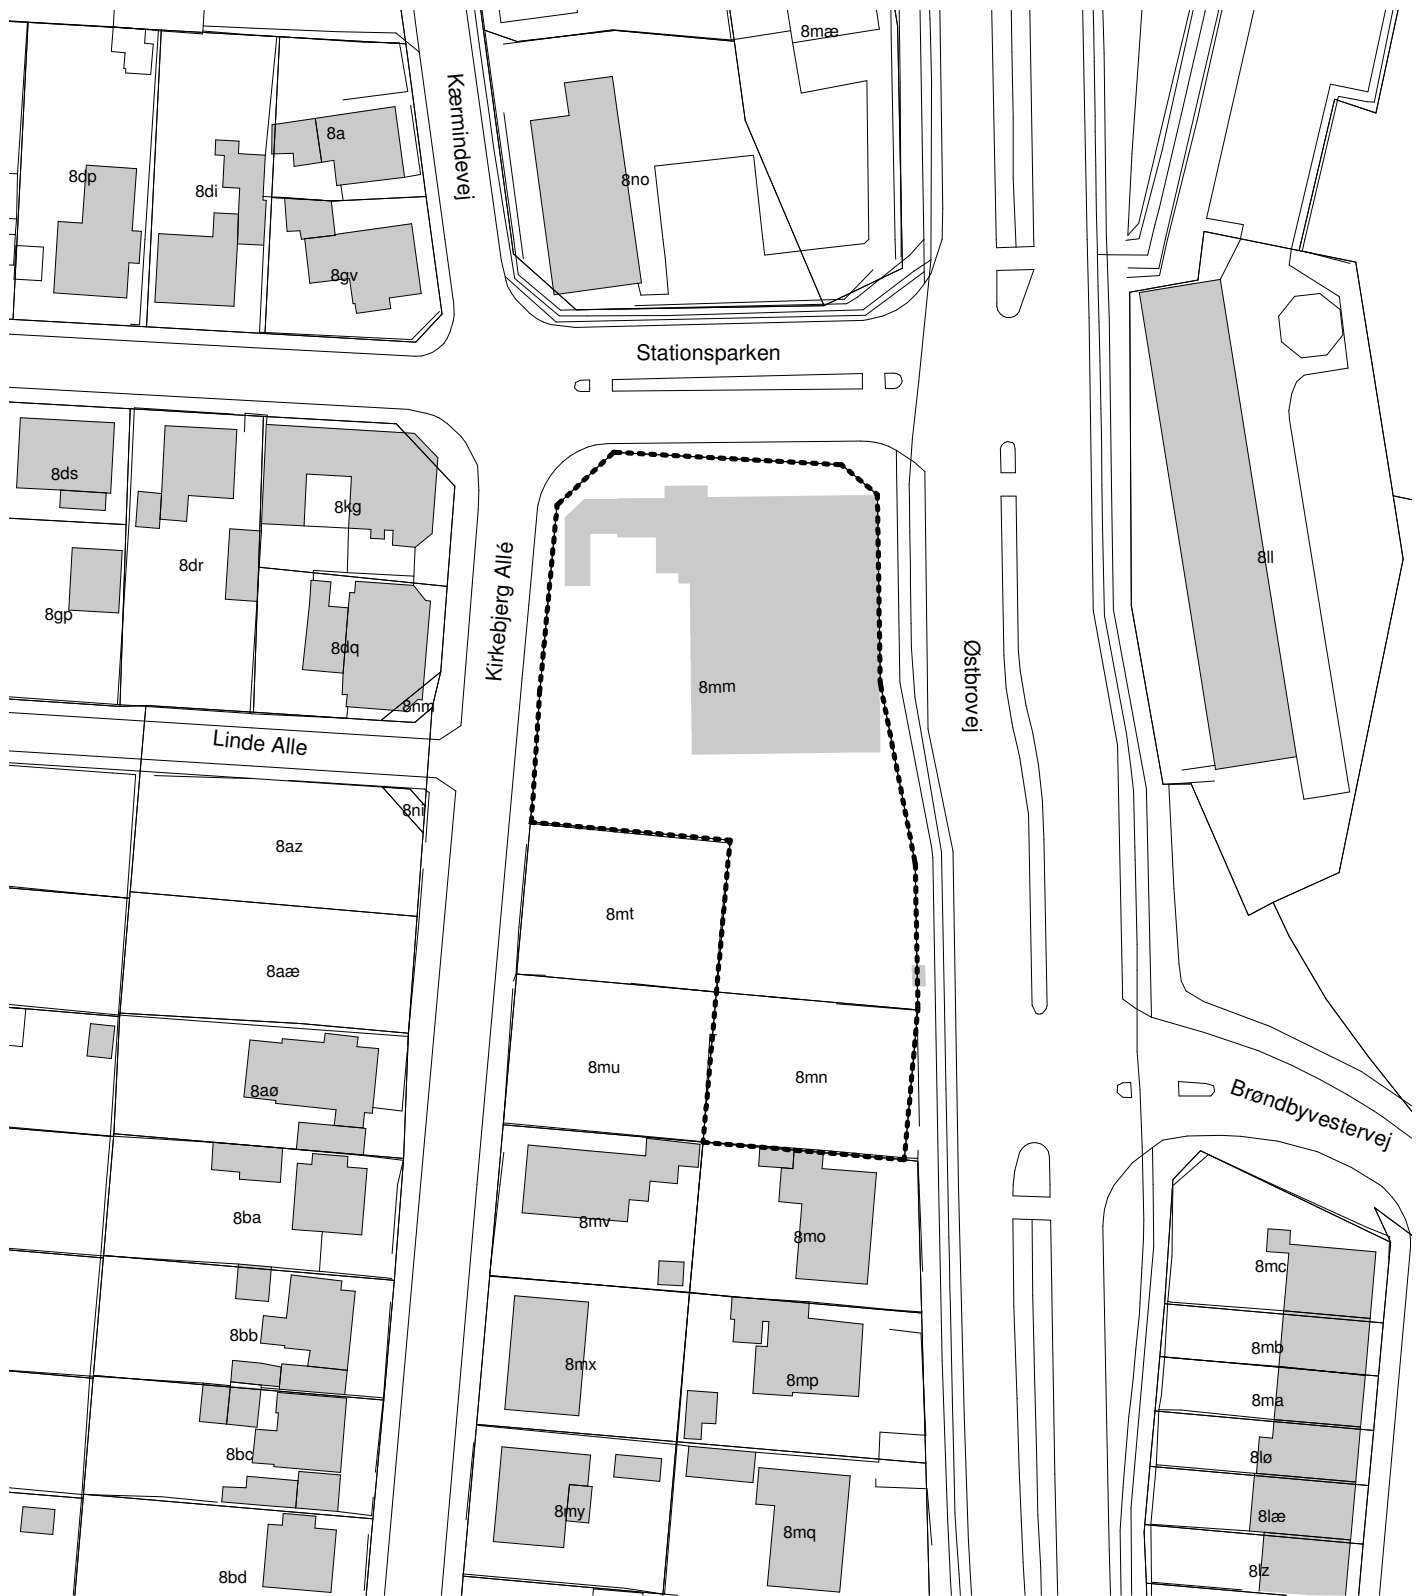 8mæ
Kærmindevej
8a
8dp
8di
8no
8gv
Stationsparken
8ds
8kg
8dr
8ll
8gp
Kirkebjerg Allé
8dq
Østbrovej
8mm
8nm
Linde Alle
8ni
8az
8mt
8aæ
8mu
8mn
8aø
Brøndbyvestervej
8ba
8mv
8mo
8mc
8bb
8mb
8mx
8mp
8ma
8bc
8lø
8my
8læ
8mq
8bd
8lz